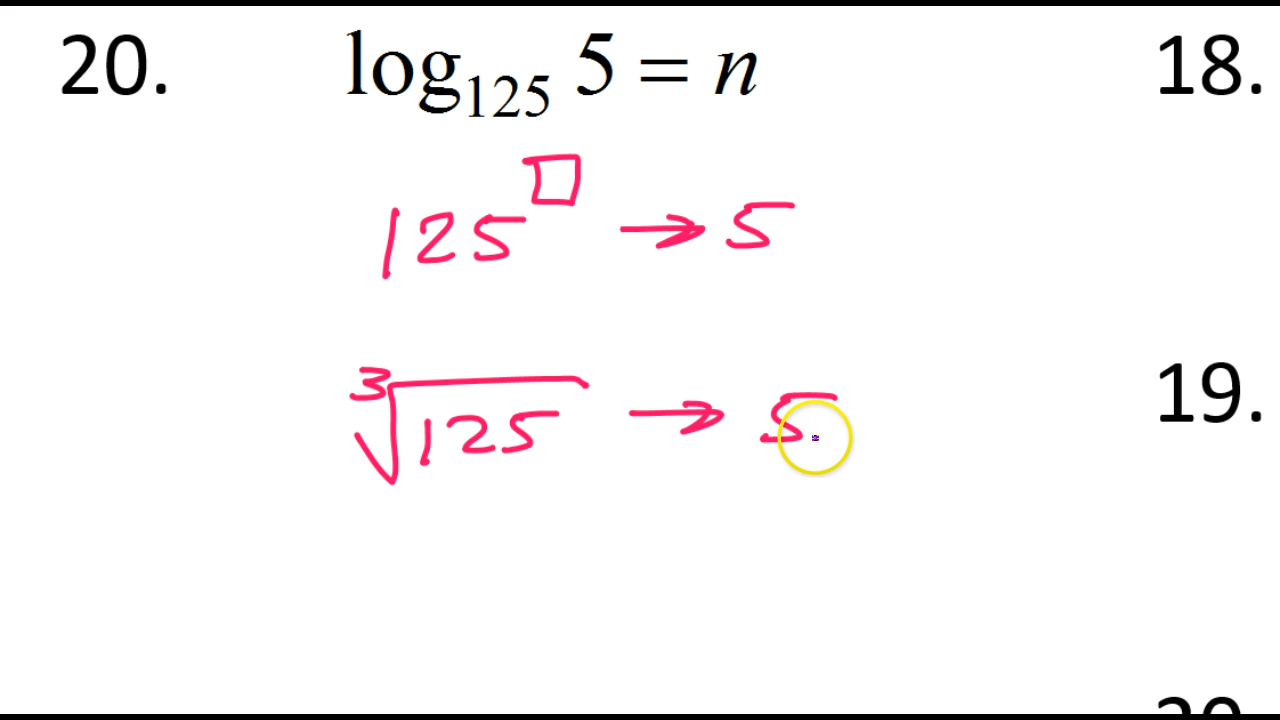 20. log₁₂₅ 5 = n 18.
125^□ → 5
∛125 → 5
19.